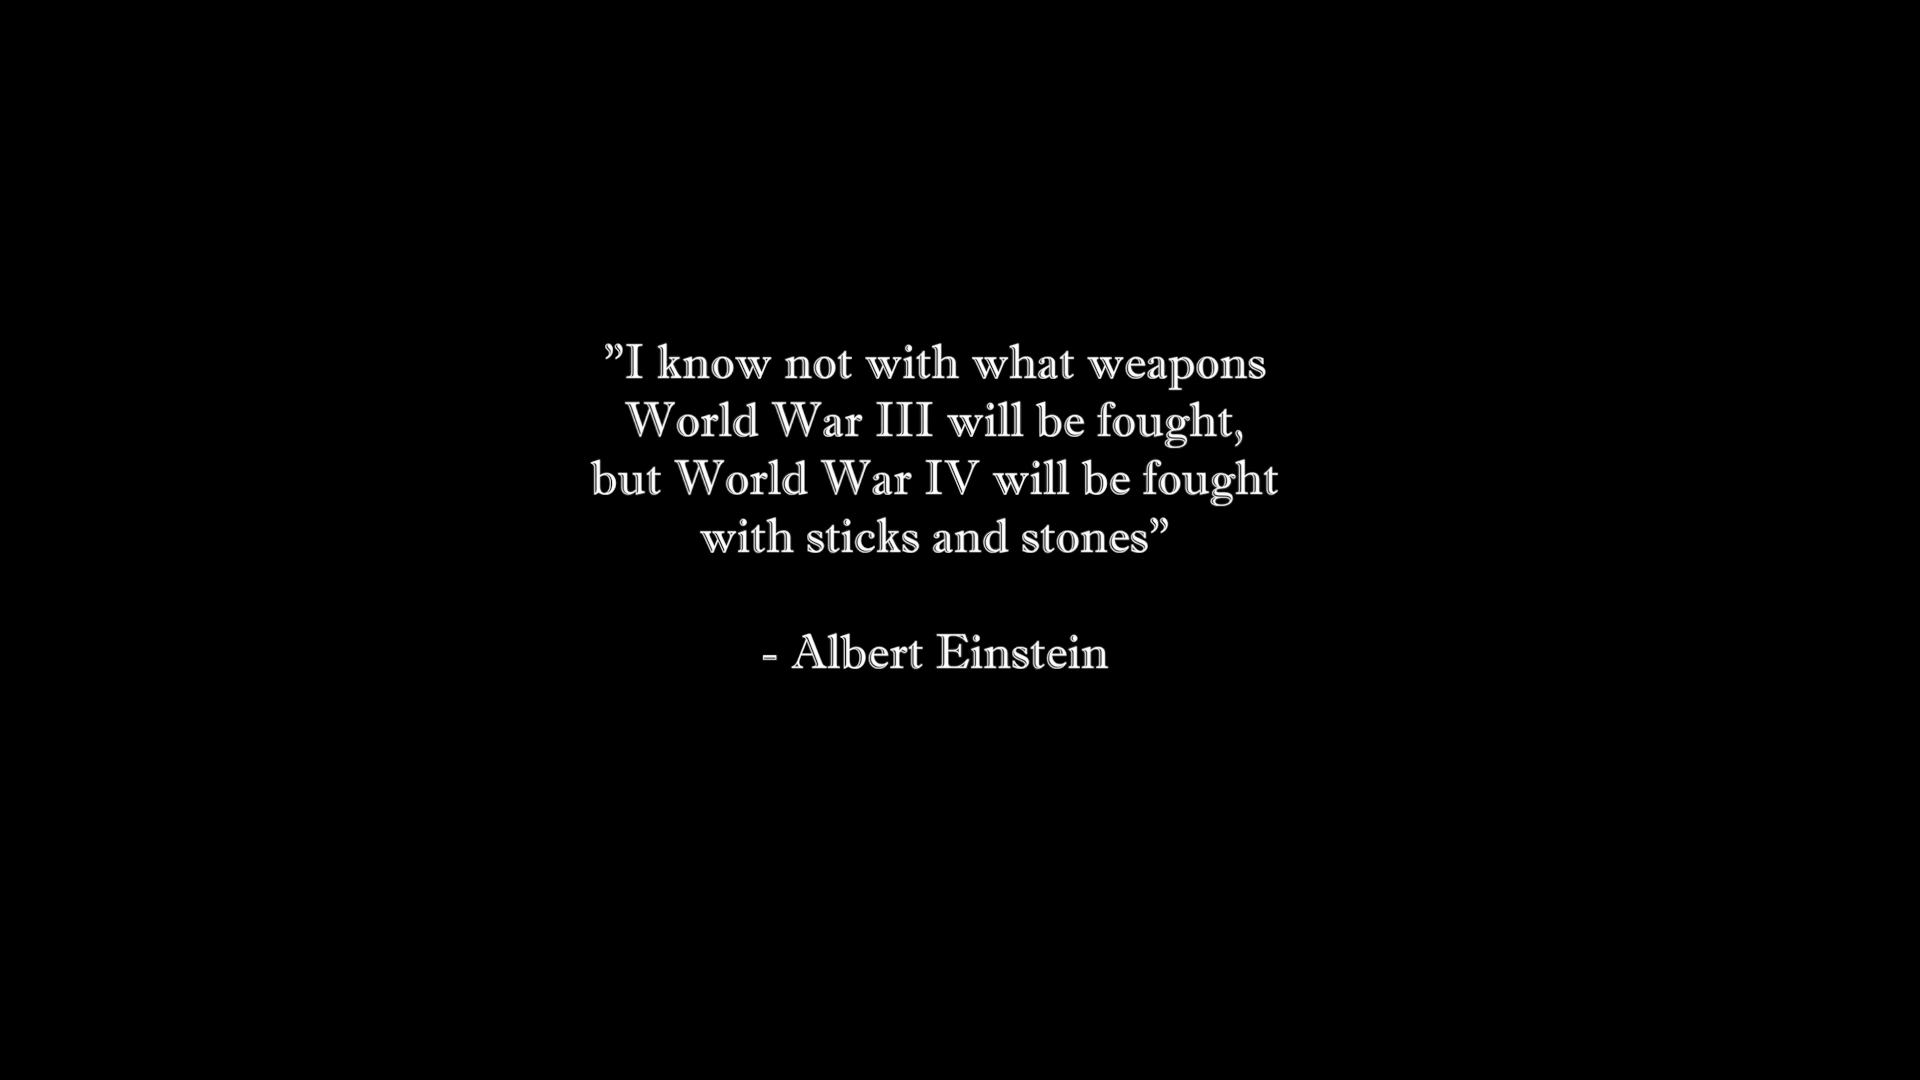 ”I know not with what weapons
World War III will be fought,
but World War IV will be fought
with sticks and stones”
- Albert Einstein